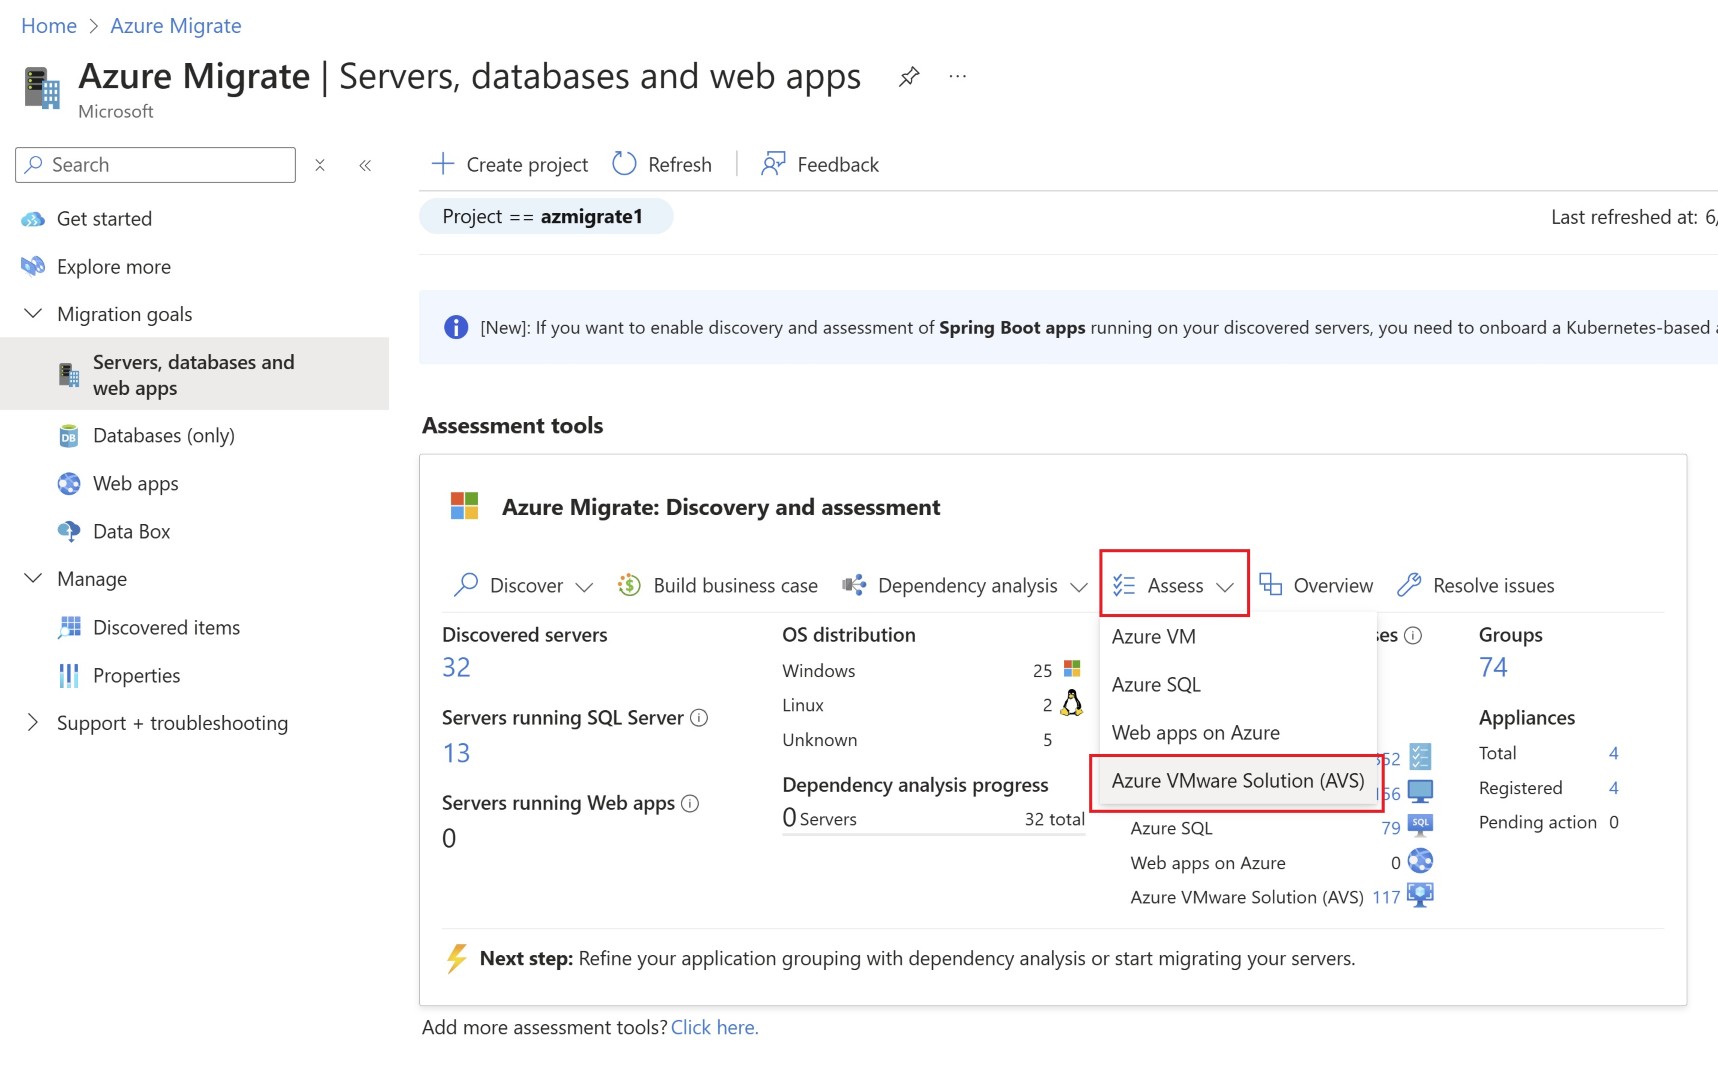 Home > Azure Migrate
Azure Migrate | Servers, databases and web apps
Microsoft
Search
Get started
Explore more
Migration goals
Servers, databases and
web apps
Databases (only)
Web apps
Data Box
Manage
Discovered items
Properties
Support + troubleshooting
Create project
Refresh
Feedback
Project == azmigrate1
Last refreshed at: 6/
[New]: If you want to enable discovery and assessment of Spring Boot apps running on your discovered servers, you need to onboard a Kubernetes-based
Assessment tools
Azure Migrate: Discovery and assessment
Discover
Build business case
Dependency analysis
Assess
Overview
Resolve issues
Discovered servers
32
Servers running SQL Server
13
Servers running Web apps
0
OS distribution
Windows 25
Linux 2
Unknown 5
Dependency analysis progress
0 Servers 32 total
Azure VM
Azure SQL
Web apps on Azure
Azure VMware Solution (AVS)
Azure SQL 79
SQL
Web apps on Azure 0
Azure VMware Solution (AVS) 117
Groups
74
Appliances
Total 4
Registered 4
Pending action 0
Next step: Refine your application grouping with dependency analysis or start migrating your servers.
Add more assessment tools? Click here.